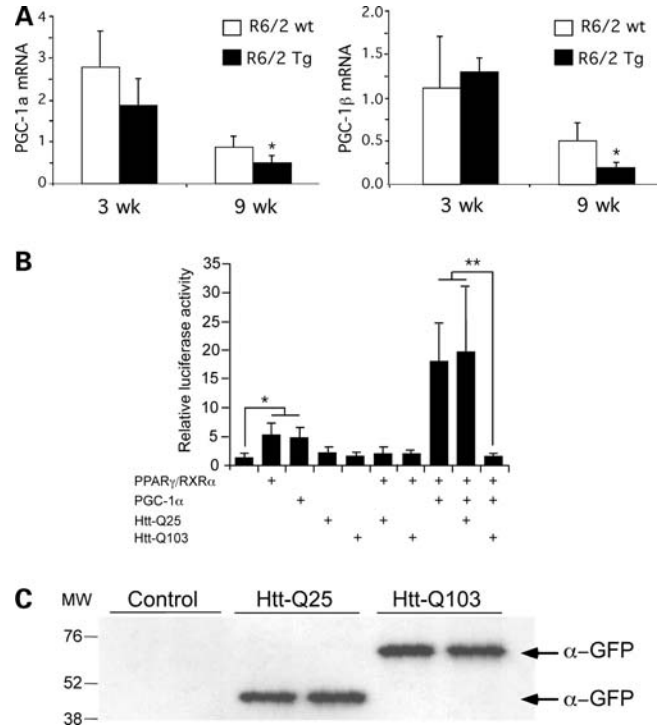 A
PGC-1a mRNA
4
3
2
1
0
R6/2 wt
R6/2 Tg
*
3 wk
9 wk
PGC-1β mRNA
2.0
1.5
1.0
0.5
0.0
R6/2 wt
R6/2 Tg
*
3 wk
9 wk
B
Relative luciferase activity
35
30
25
20
15
10
5
0
*
**
PPARγ/RXRα + + + + + +
PGC-1α + + + +
Htt-Q25 + + +
Htt-Q103 + + +
C
MW Control Htt-Q25 Htt-Q103
76
α-GFP
52
α-GFP
38